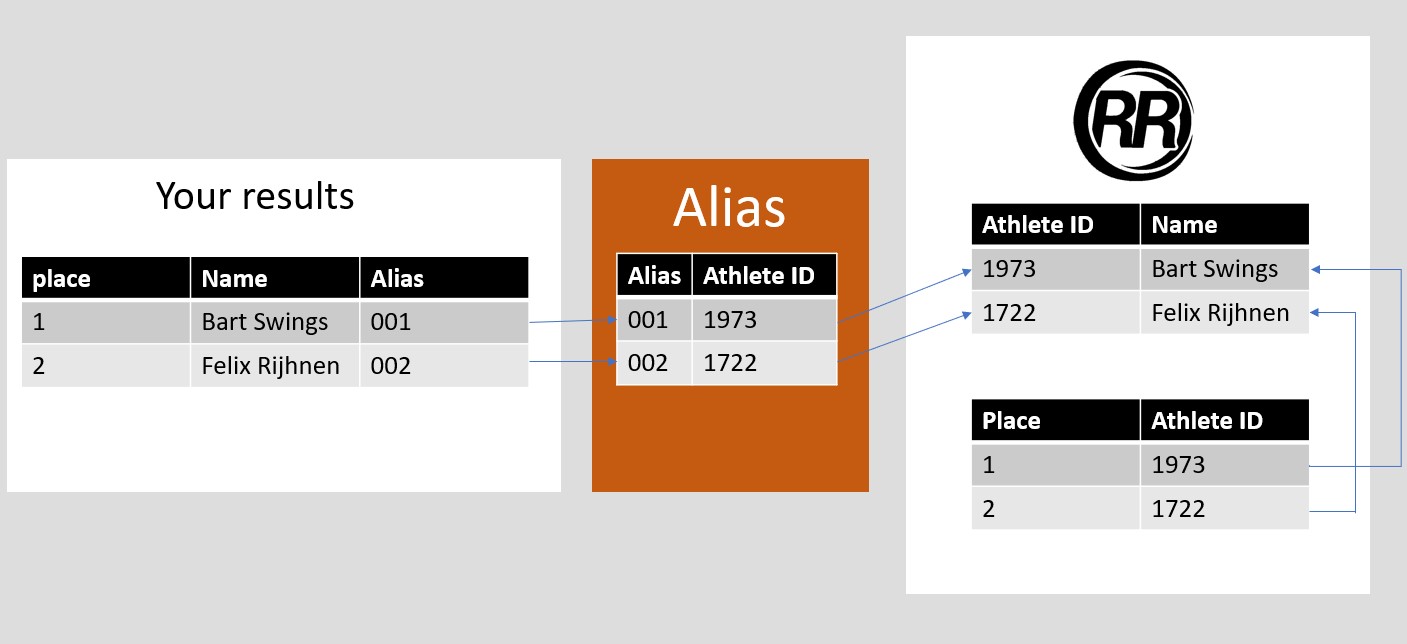 Your results
place Name Alias
1 Bart Swings 001
2 Felix Rijhnen 002
Alias
Alias Athlete ID
001 1973
002 1722
RR
Athlete ID Name
1973 Bart Swings
1722 Felix Rijhnen
Place Athlete ID
1 1973
2 1722